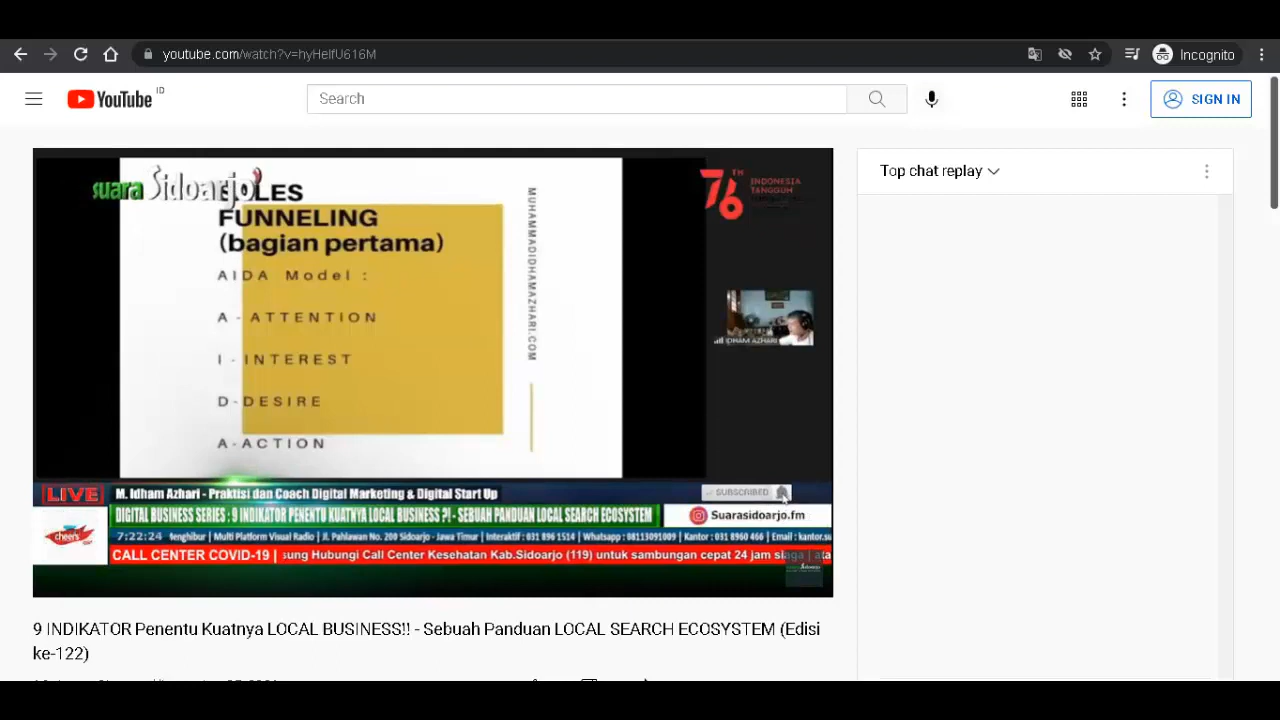 youtube.com/watch?v=hyHeIfU616M
Incognito
YouTube ID
Search
SIGN IN
suara Sidoarjo
FUNNELING
(bagian pertama)
AIDA Model :
A - ATTENTION
I - INTEREST
D-DESIRE
A-ACTION
MUHAMMADIDHAMAZHARI.COM
76TH
INDONESIA
TANGGUH
IDHAM AZHARI
LIVE
M. Idham Azhari - Praktisi dan Coach Digital Marketing & Digital Start Up
SUBSCRIBED
DIGITAL BUSINESS SERIES : 9 INDIKATOR PENENTU KUATNYA LOCAL BUSINESS ?! - SEBUAH PANDUAN LOCAL SEARCH ECOSYSTEM
Suarasidoarjo.fm
cheers
7:22:24
enghibur | Multi Platform Visual Radio | Jl. Pahlawan No. 200 Sidoarjo - Jawa Timur | Interaktif : 031 896 1514 | Whatsapp : 08113091009 | Kantor : 031 8960 466 | Email : kantor.su
CALL CENTER COVID-19 | sung Hubungi Call Center Kesehatan Kab.Sidoarjo (119) untuk sambungan cepat 24 jam siaga | ata
9 INDIKATOR Penentu Kuatnya LOCAL BUSINESS!! - Sebuah Panduan LOCAL SEARCH ECOSYSTEM (Edisi
ke-122)
Top chat replay